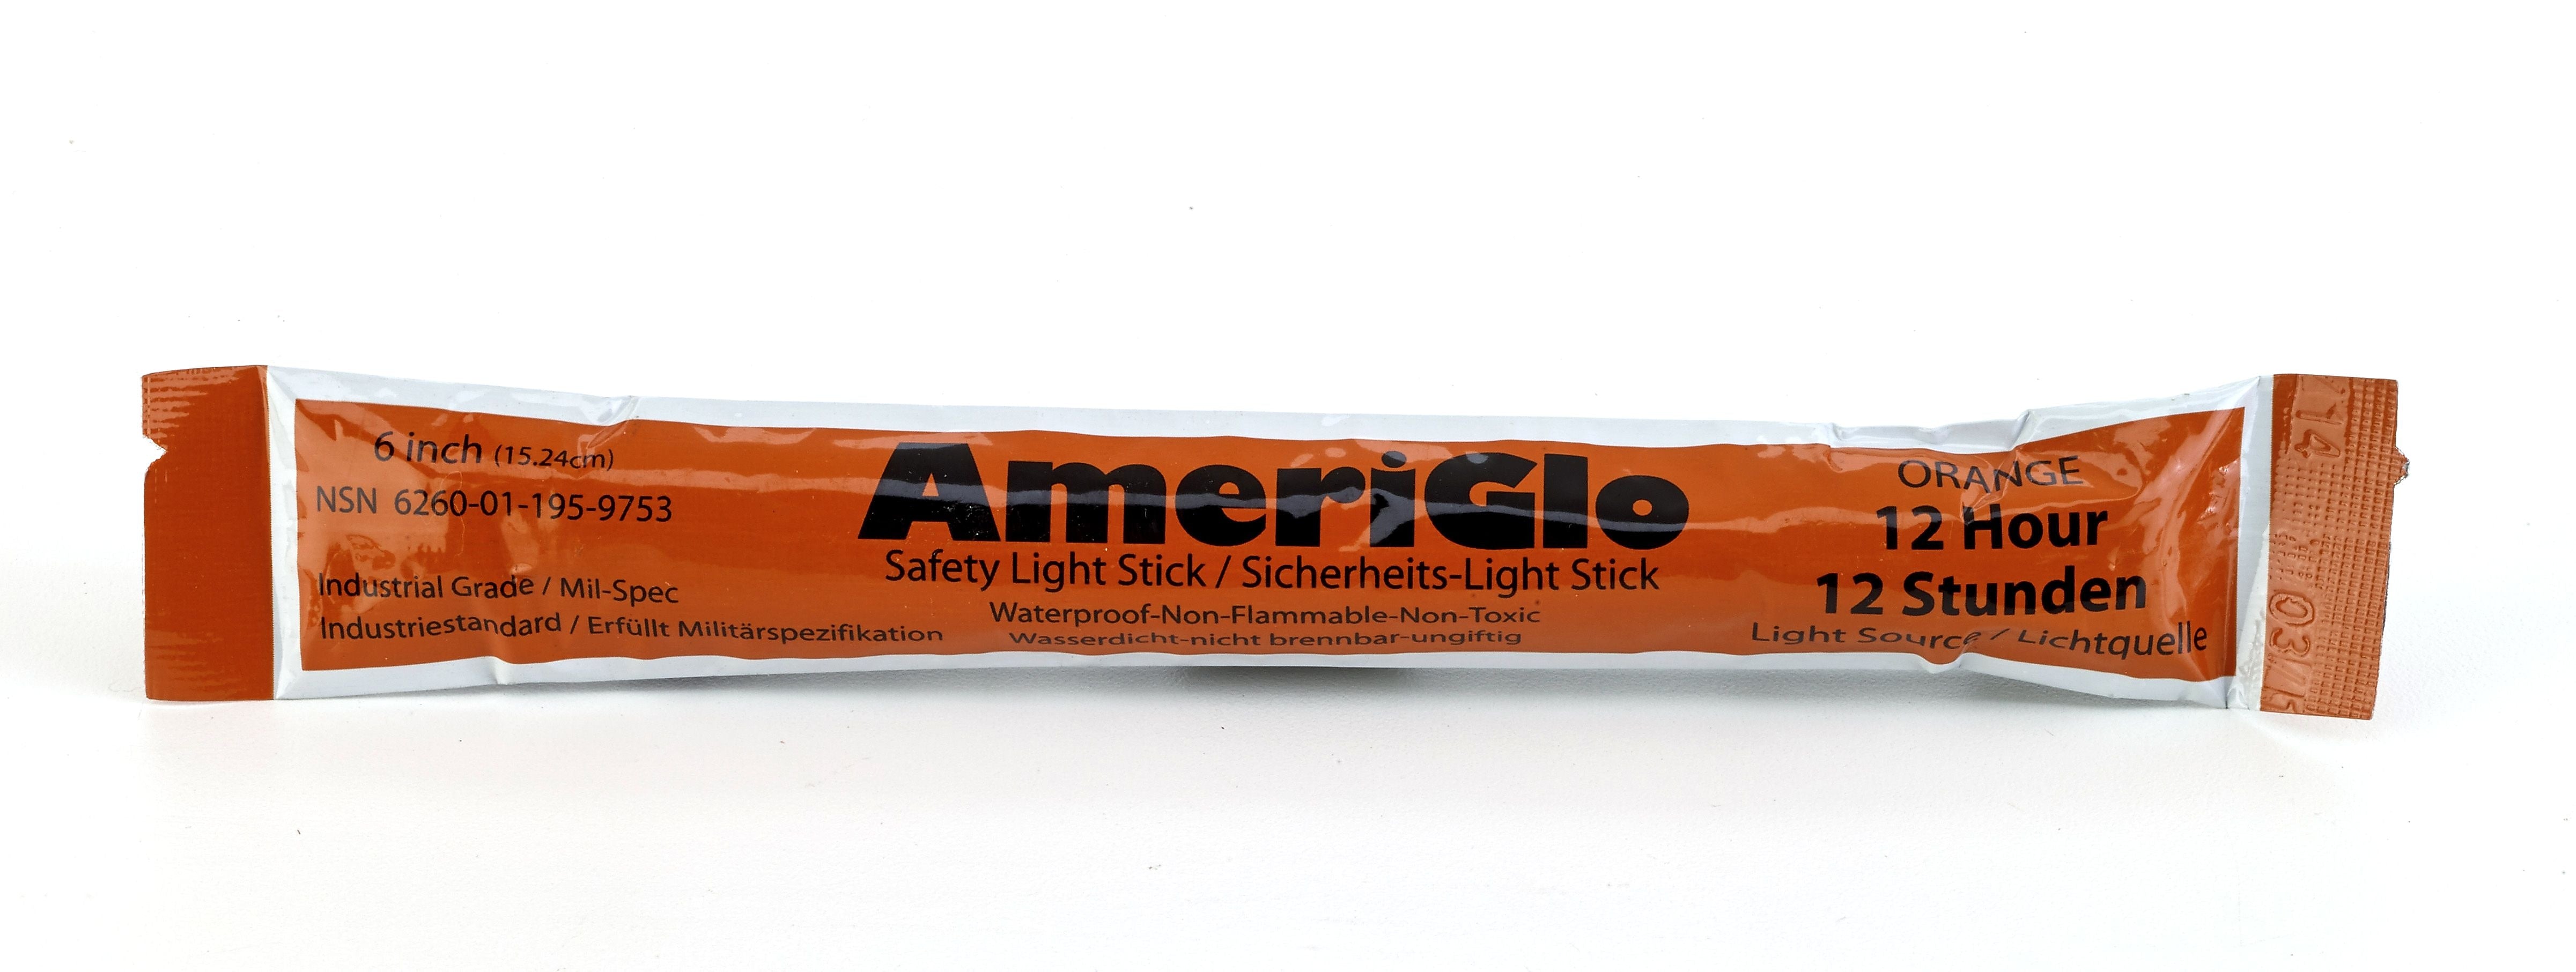 6 inch (15.24cm)
NSN 6260-01-195-9753
Industrial Grade / Mil-Spec
Industriestandard / Erfüllt Militärspezifikation
AmeriGlo
Safety Light Stick / Sicherheits-Light Stick
Waterproof-Non-Flammable-Non-Toxic
Wasserdicht-nicht brennbar-ungiftig
ORANGE
12 Hour
12 Stunden
Light Source / Lichtquelle